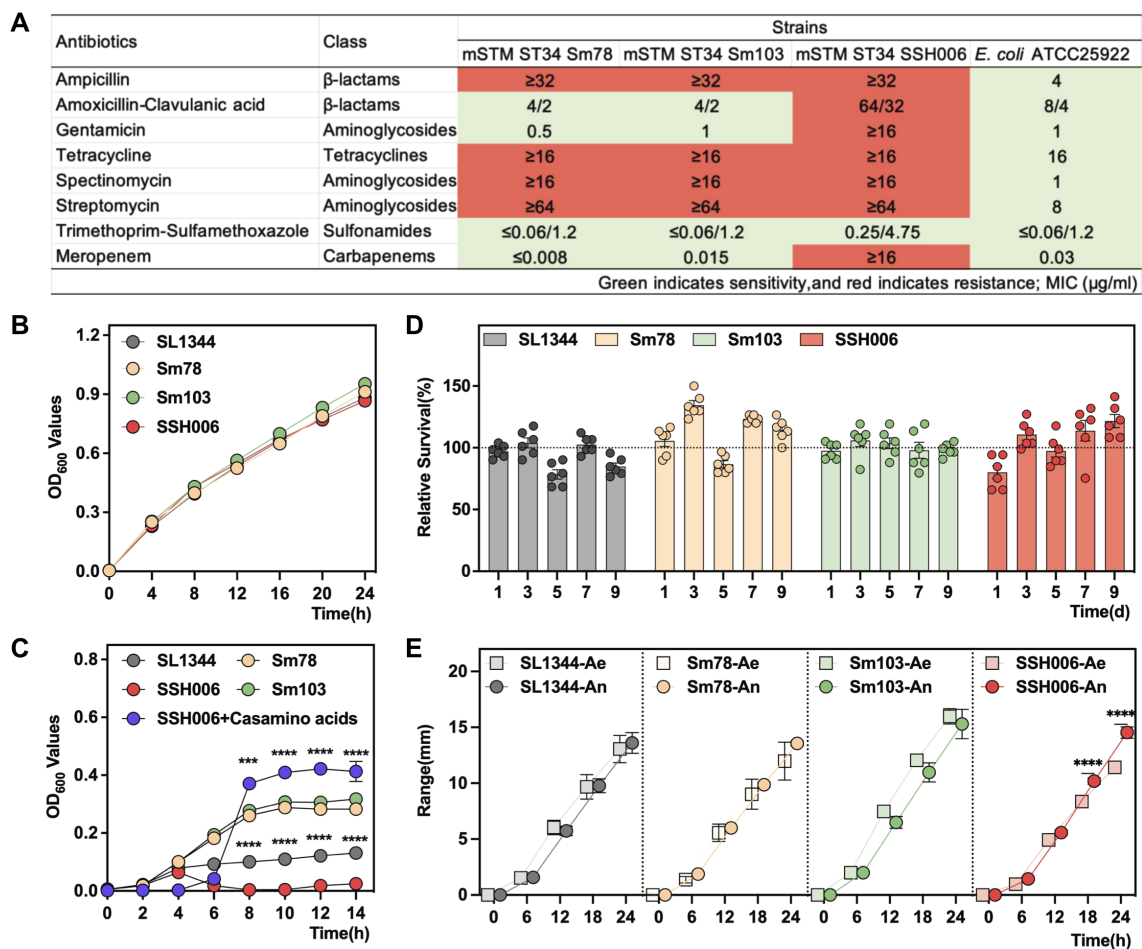 A
Antibiotics Class Strains
mSTM ST34 Sm78 mSTM ST34 Sm103 mSTM ST34 SSH006 E. coli ATCC25922
Ampicillin β-lactams ≥32 ≥32 ≥32 4
Amoxicillin-Clavulanic acid β-lactams 4/2 4/2 64/32 8/4
Gentamicin Aminoglycosides 0.5 1 ≥16 1
Tetracycline Tetracyclines ≥16 ≥16 ≥16 16
Spectinomycin Aminoglycosides ≥16 ≥16 ≥16 1
Streptomycin Aminoglycosides ≥64 ≥64 ≥64 8
Trimethoprim-Sulfamethoxazole Sulfonamides ≤0.06/1.2 ≤0.06/1.2 0.25/4.75 ≤0.06/1.2
Meropenem Carbapenems ≤0.008 0.015 ≥16 0.03
Green indicates sensitivity,and red indicates resistance; MIC (μg/ml)
B
SL1344
Sm78
Sm103
SSH006
OD600 Values
1.2
0.9
0.6
0.3
0.0
0 4 8 12 16 20 24
Time(h)
D
SL1344 Sm78 Sm103 SSH006
Relative Survival(%)
150
100
50
0
1 3 5 7 9 1 3 5 7 9 1 3 5 7 9 1 3 5 7 9
Time(d)
C
SL1344 Sm78
SSH006 Sm103
SSH006+Casamino acids
OD600 Values
0.8
0.6
0.4
0.2
0.0
*** **** **** ****
**** **** **** ****
0 2 4 6 8 10 12 14
Time(h)
E
SL1344-Ae Sm78-Ae Sm103-Ae SSH006-Ae
SL1344-An Sm78-An Sm103-An SSH006-An
Range(mm)
20
15
10
5
0
**** ****
0 6 12 18 24 0 6 12 18 24 0 6 12 18 24 0 6 12 18 24
Time(h)